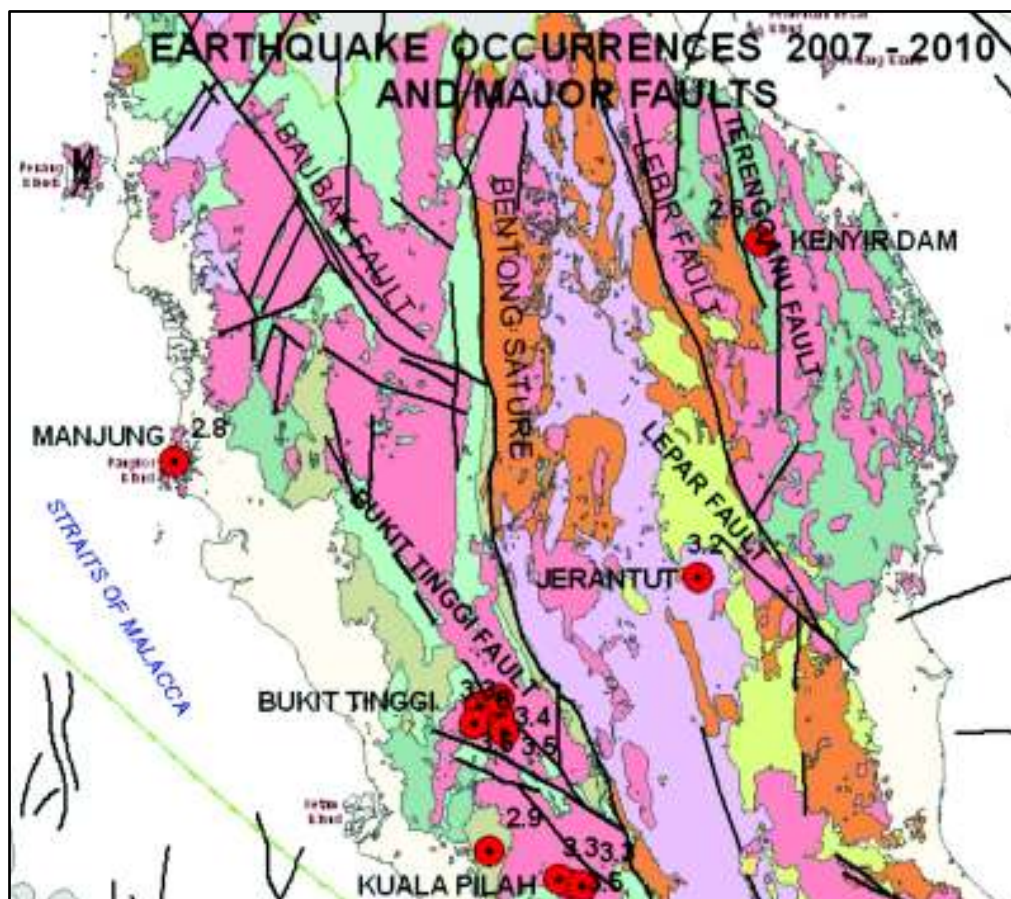 EARTHQUAKE OCCURRENCES 2007 - 2010
AND MAJOR FAULTS
BAUBAK FAULT
BENTONG SATURE
LEBIR FAULT
TERENGGANU FAULT
2.6
KENYIR DAM
MANJUNG
2.8
LEPAR FAULT
BUKIT TINGGI FAULT
3.2
JERANTUT
STRAITS OF MALACCA
BUKIT TINGGI
3.4
3.5
2.9
3.3
KUALA PILAH